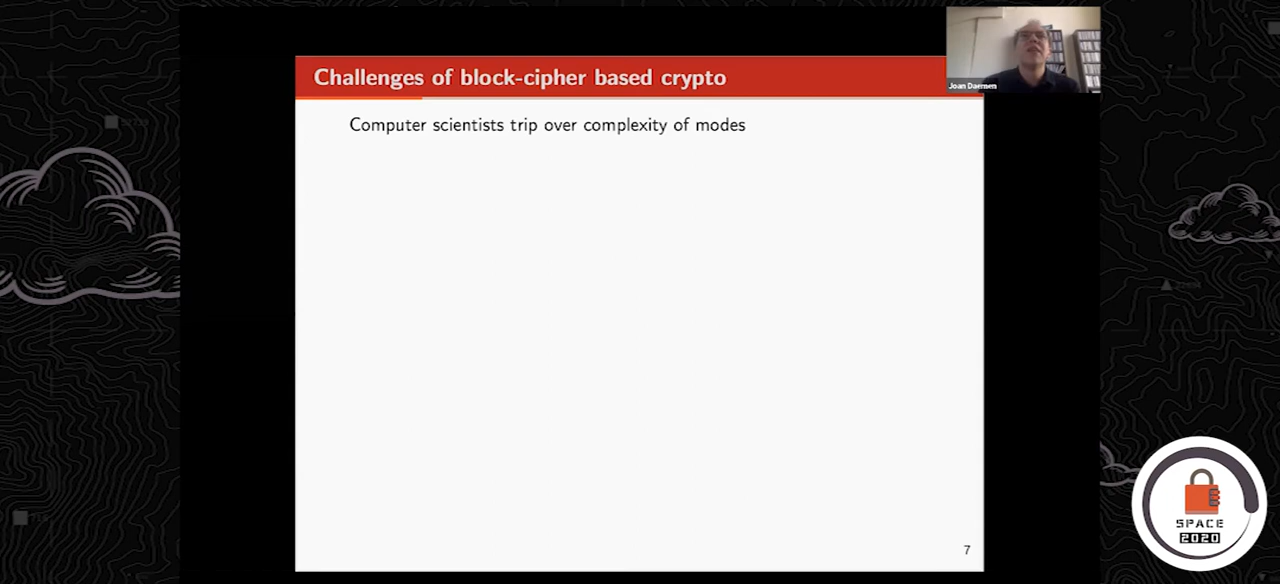 Challenges of block-cipher based crypto
Joan Daemen
Computer scientists trip over complexity of modes
7
SPACE
2020